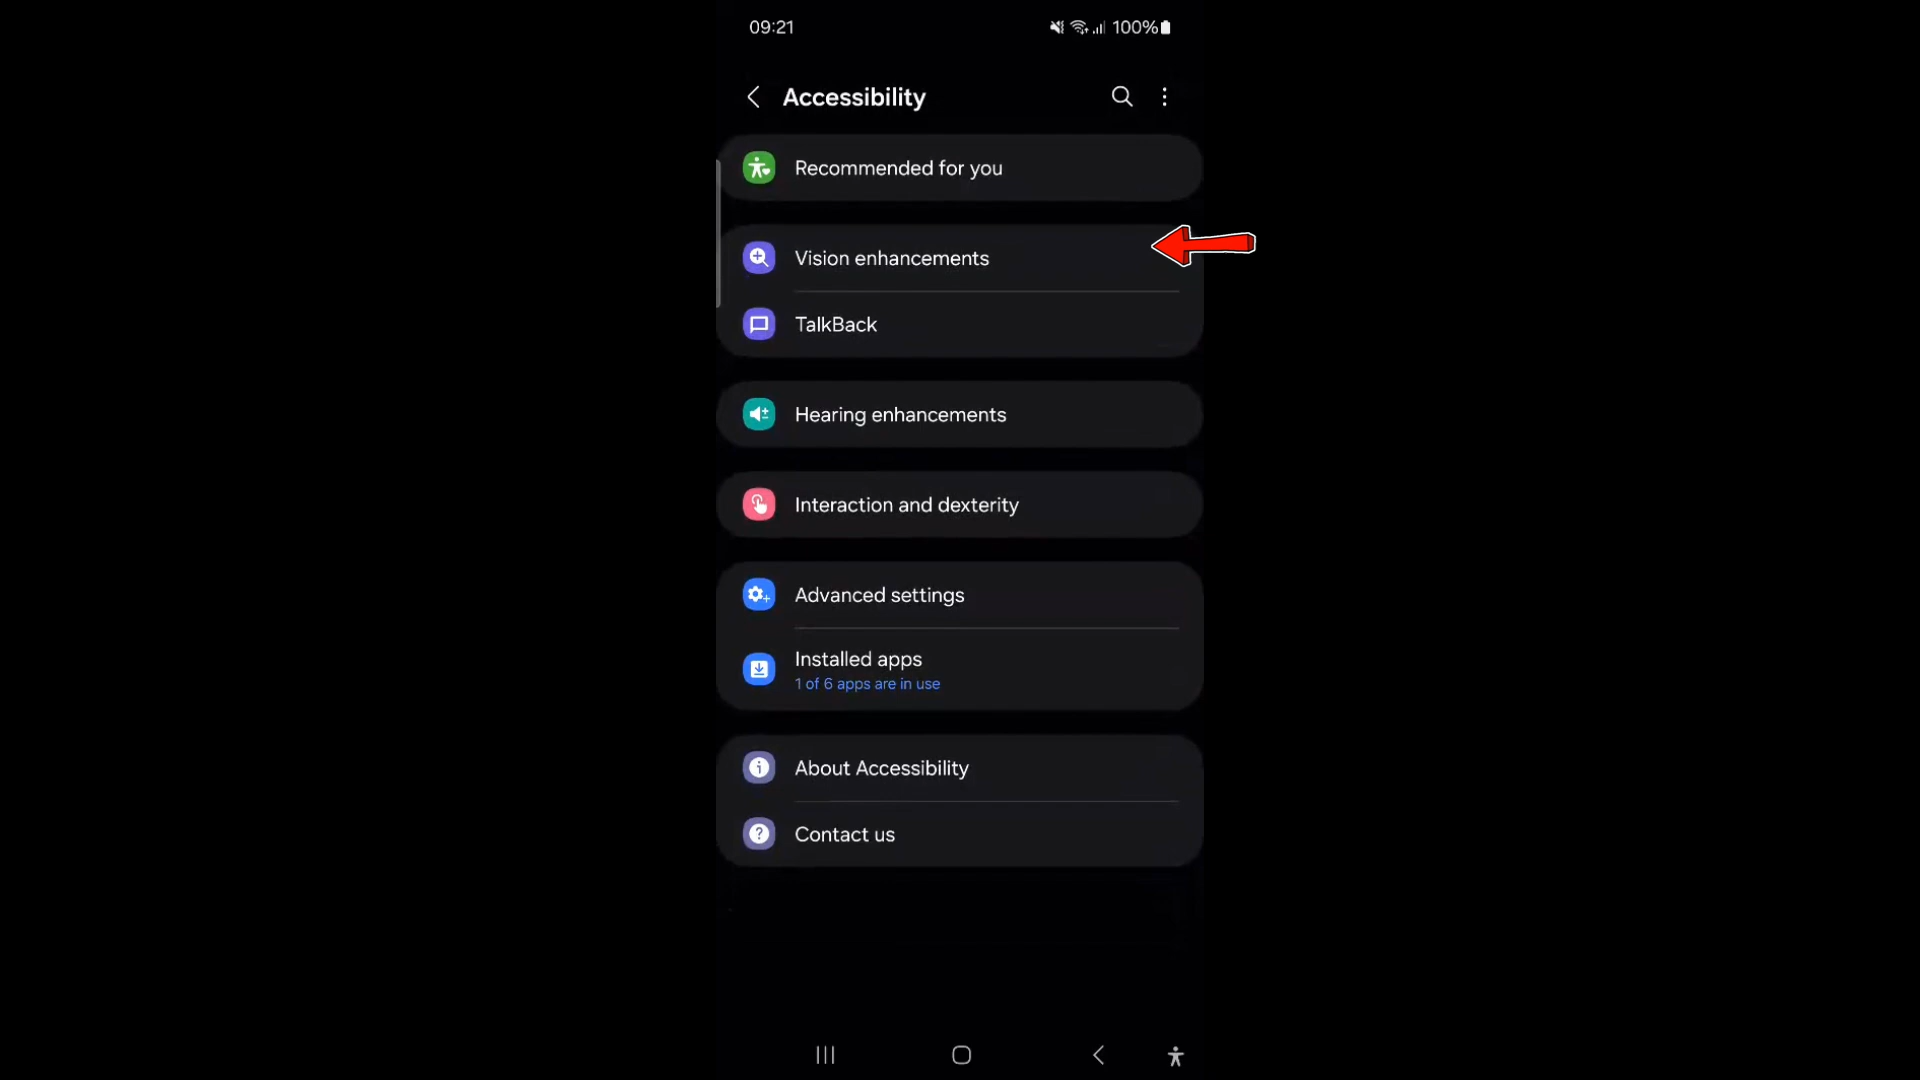 09:21
100%
Accessibility
Recommended for you
Vision enhancements
TalkBack
Hearing enhancements
Interaction and dexterity
Advanced settings
Installed apps
1 of 6 apps are in use
About Accessibility
Contact us